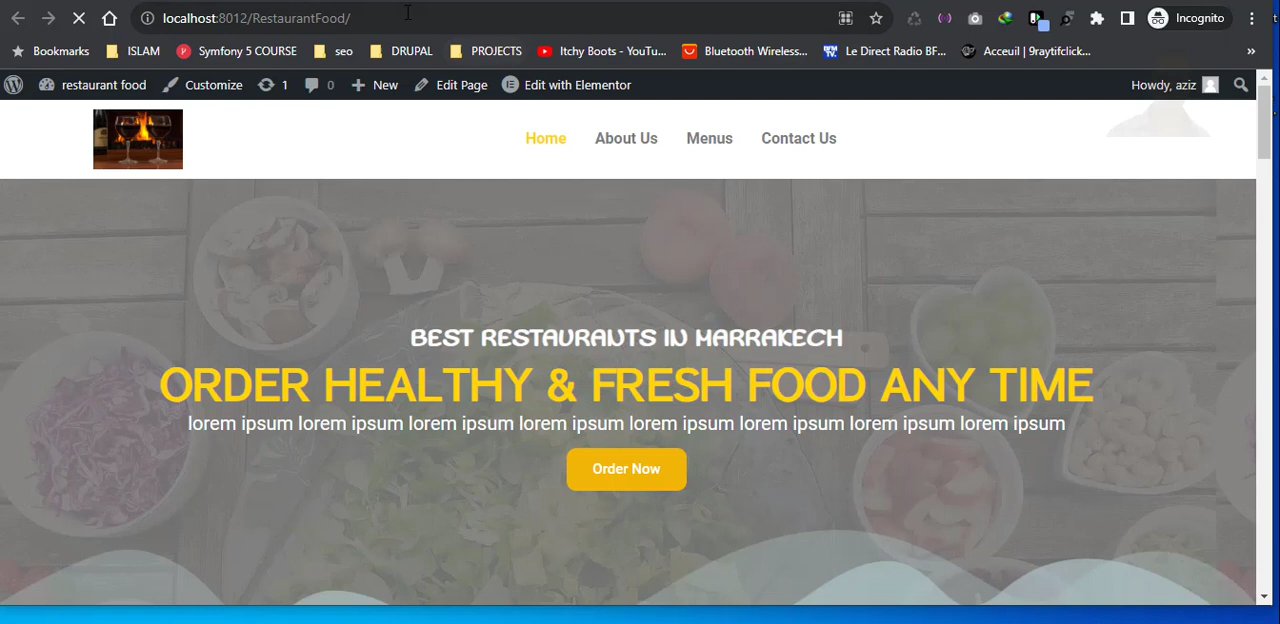 localhost:8012/RestaurantFood/
Incognito
Bookmarks ISLAM Symfony 5 COURSE seo DRUPAL PROJECTS Itchy Boots - YouTu... Bluetooth Wireless... Le Direct Radio BF... Acceuil | 9raytifclick... »
restaurant food Customize 1 0 New Edit Page Edit with Elementor Howdy, aziz
Home About Us Menus Contact Us
BEST RESTAURANTS IN MARRAKECH
ORDER HEALTHY & FRESH FOOD ANY TIME
lorem ipsum lorem ipsum lorem ipsum lorem ipsum lorem ipsum lorem ipsum lorem ipsum lorem ipsum
Order Now